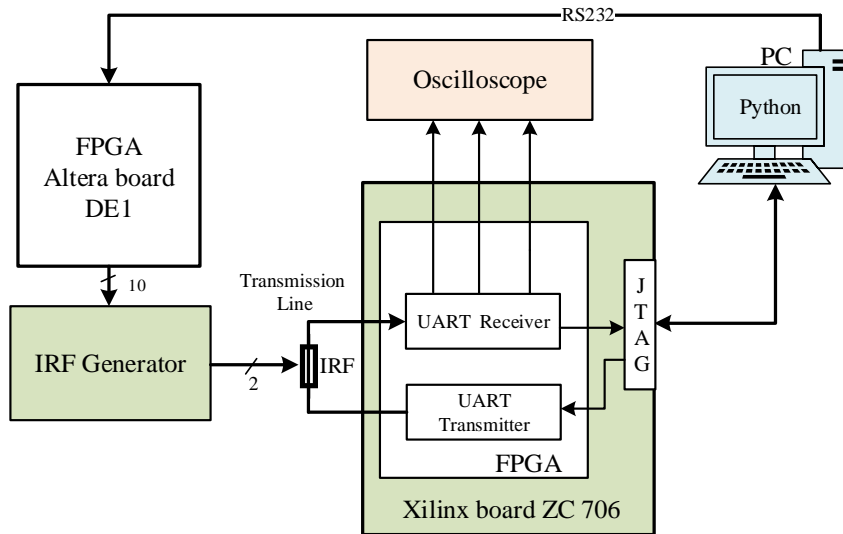 RS232
PC
Python
Oscilloscope
FPGA
Altera board
DE1
10
IRF Generator
2
Transmission
Line
IRF
UART Receiver
UART
Transmitter
FPGA
J
T
A
G
Xilinx board ZC 706